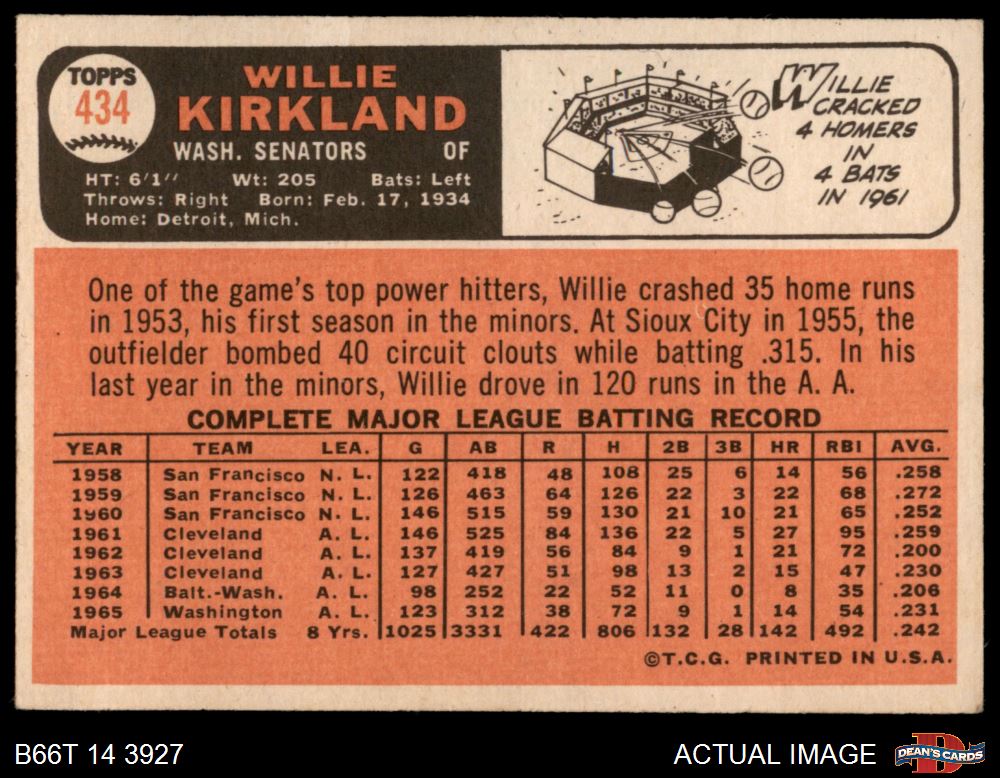 TOPPS
434
WILLIE
KIRKLAND
WASH. SENATORS OF
HT: 6'1" Wt: 205 Bats: Left
Throws: Right Born: Feb. 17, 1934
Home: Detroit, Mich.
WILLIE
CRACKED
4 HOMERS
IN
4 BATS
IN 1961
One of the game's top power hitters, Willie crashed 35 home runs
in 1953, his first season in the minors. At Sioux City in 1955, the
outfielder bombed 40 circuit clouts while batting .315. In his
last year in the minors, Willie drove in 120 runs in the A. A.
COMPLETE MAJOR LEAGUE BATTING RECORD
YEAR TEAM LEA. G AB R H 2B 3B HR RBI AVG.
1958 San Francisco N. L. 122 418 48 108 25 6 14 56 .258
1959 San Francisco N. L. 126 463 64 126 22 3 22 68 .272
1960 San Francisco N. L. 146 515 59 130 21 10 21 65 .252
1961 Cleveland A. L. 146 525 84 136 22 5 27 95 .259
1962 Cleveland A. L. 137 419 56 84 9 1 21 72 .200
1963 Cleveland A. L. 127 427 51 98 13 2 15 47 .230
1964 Balt.-Wash. A. L. 98 252 22 52 11 0 8 35 .206
1965 Washington A. L. 123 312 38 72 9 1 14 54 .231
Major League Totals 8 Yrs. 1025 3331 422 806 132 28 142 492 .242
©T.C.G. PRINTED IN U.S.A.
B66T 14 3927
ACTUAL IMAGE
DEAN'S CARDS